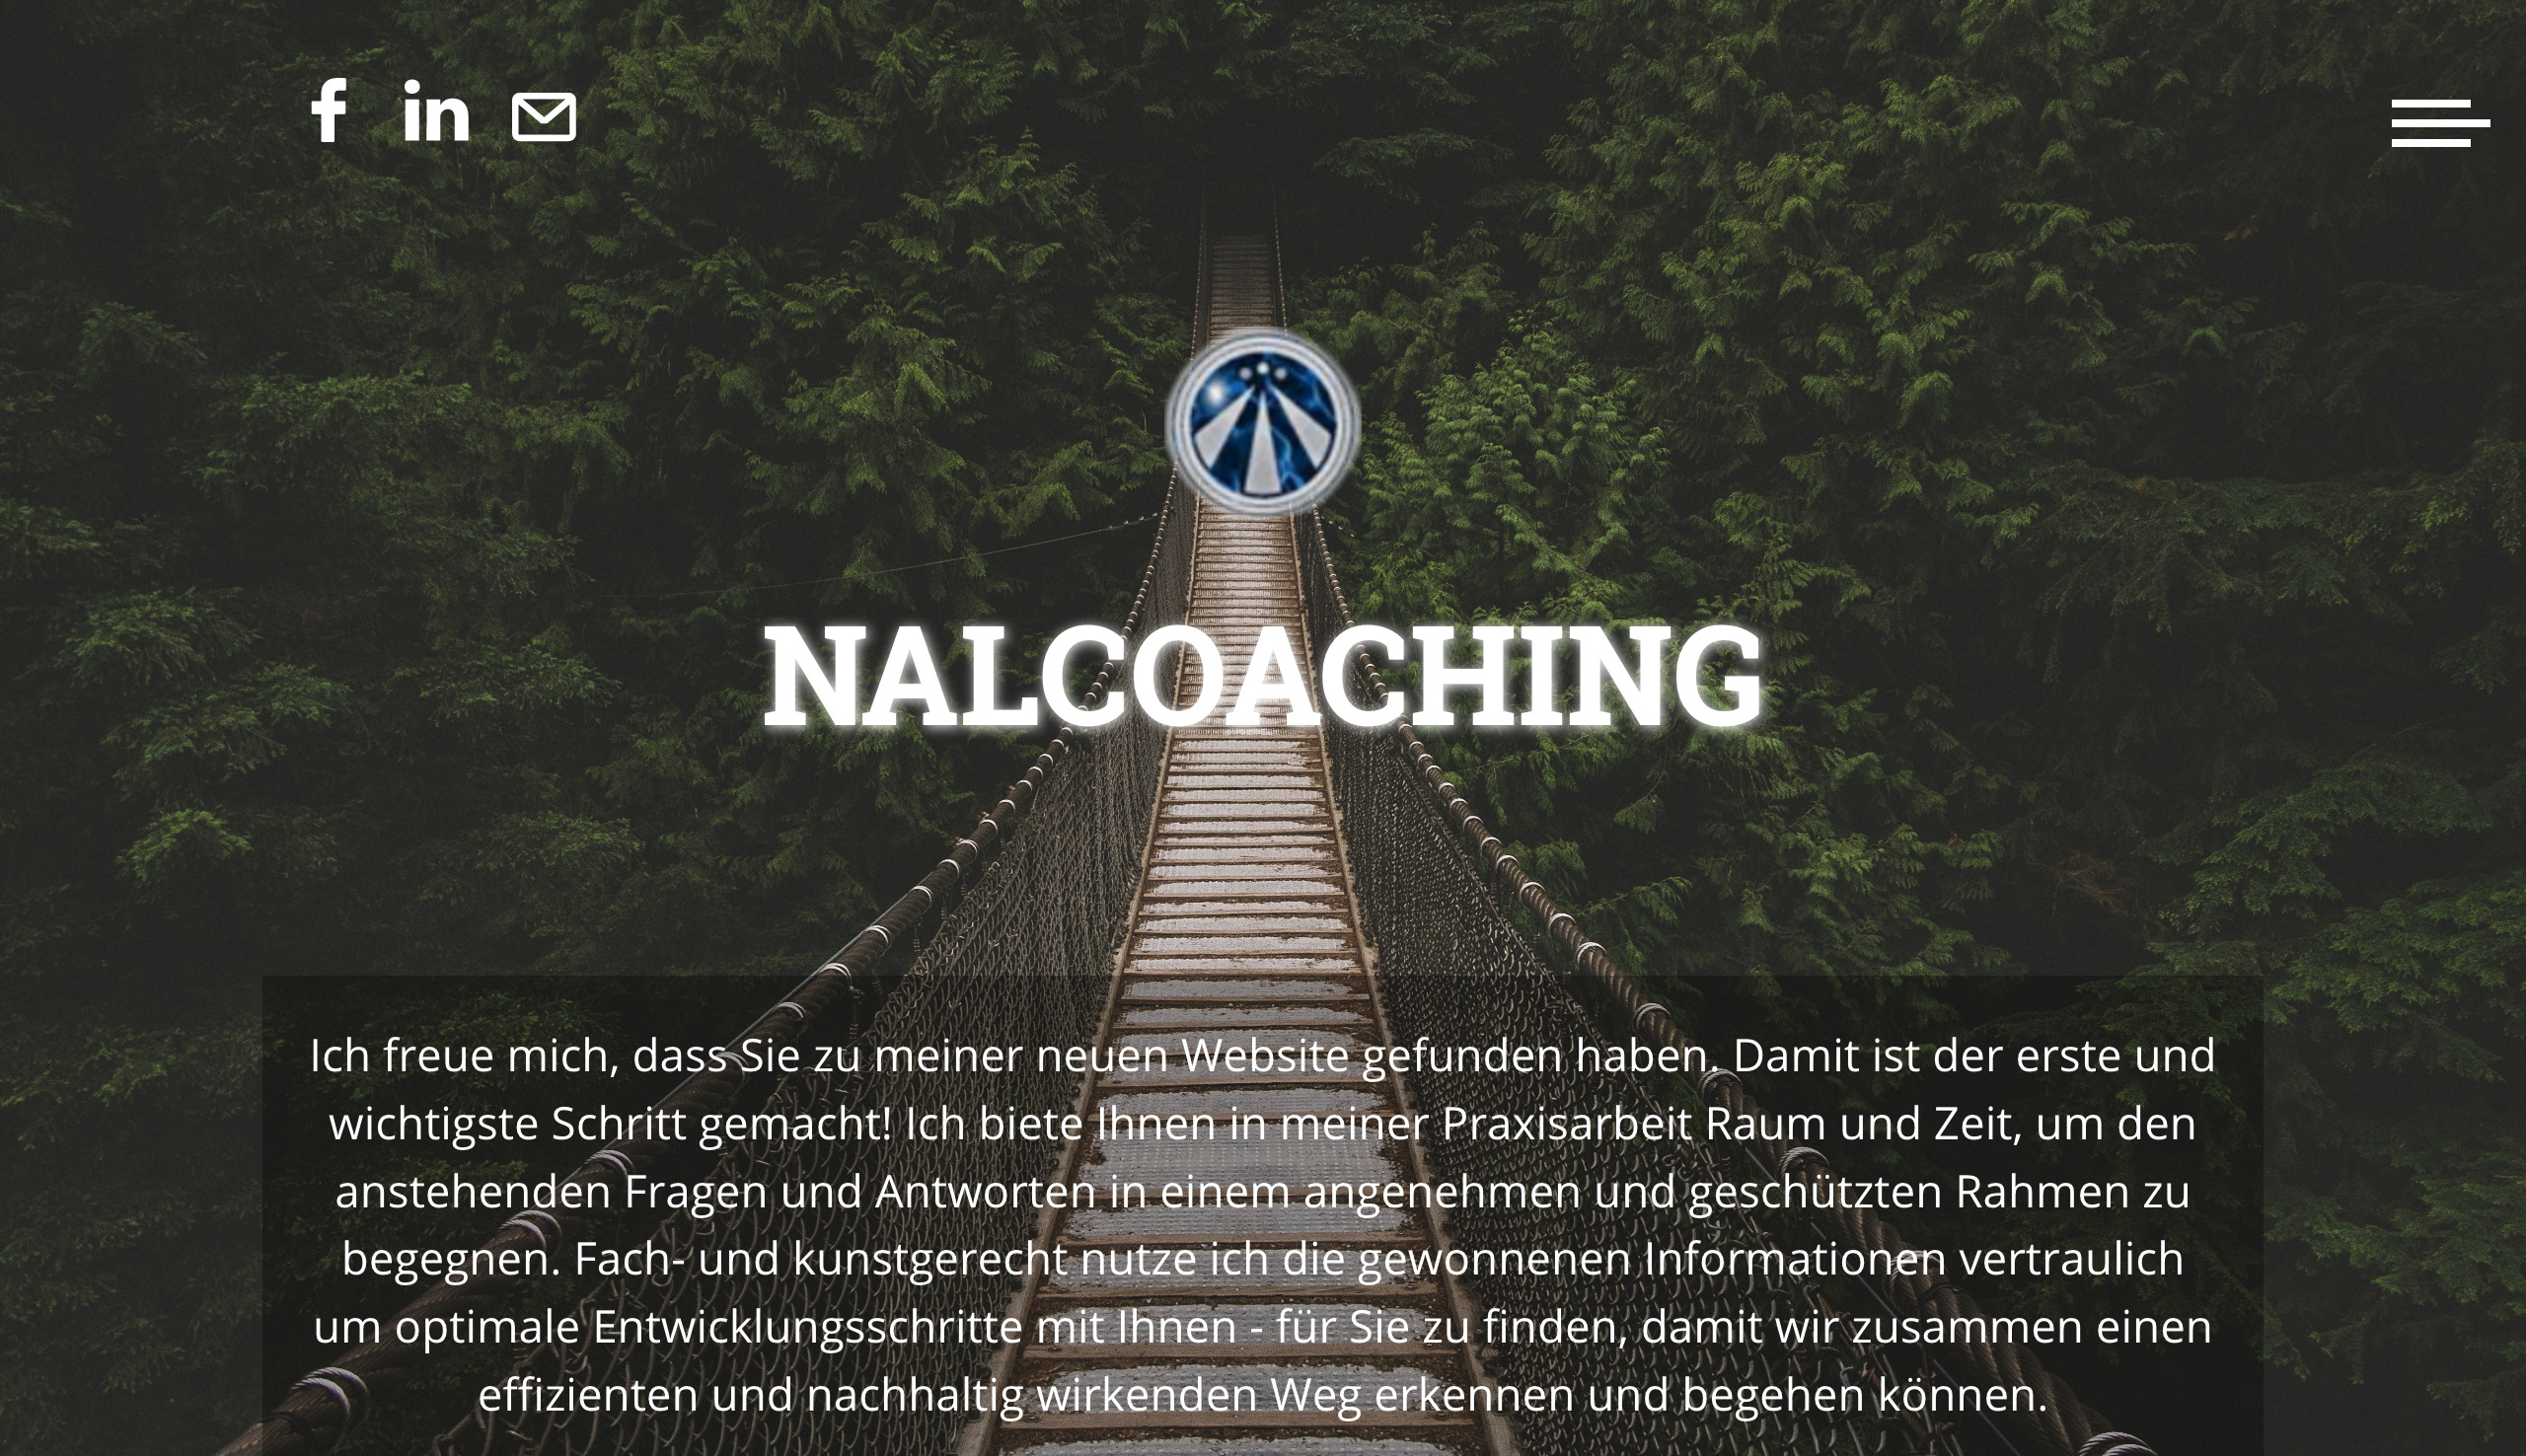 f in
NALCOACHING
Ich freue mich, dass Sie zu meiner neuen Website gefunden haben. Damit ist der erste und
wichtigste Schritt gemacht! Ich biete Ihnen in meiner Praxisarbeit Raum und Zeit, um den
anstehenden Fragen und Antworten in einem angenehmen und geschützten Rahmen zu
begegnen. Fach- und kunstgerecht nutze ich die gewonnenen Informationen vertraulich
um optimale Entwicklungsschritte mit Ihnen - für Sie zu finden, damit wir zusammen einen
effizienten und nachhaltig wirkenden Weg erkennen und begehen können.